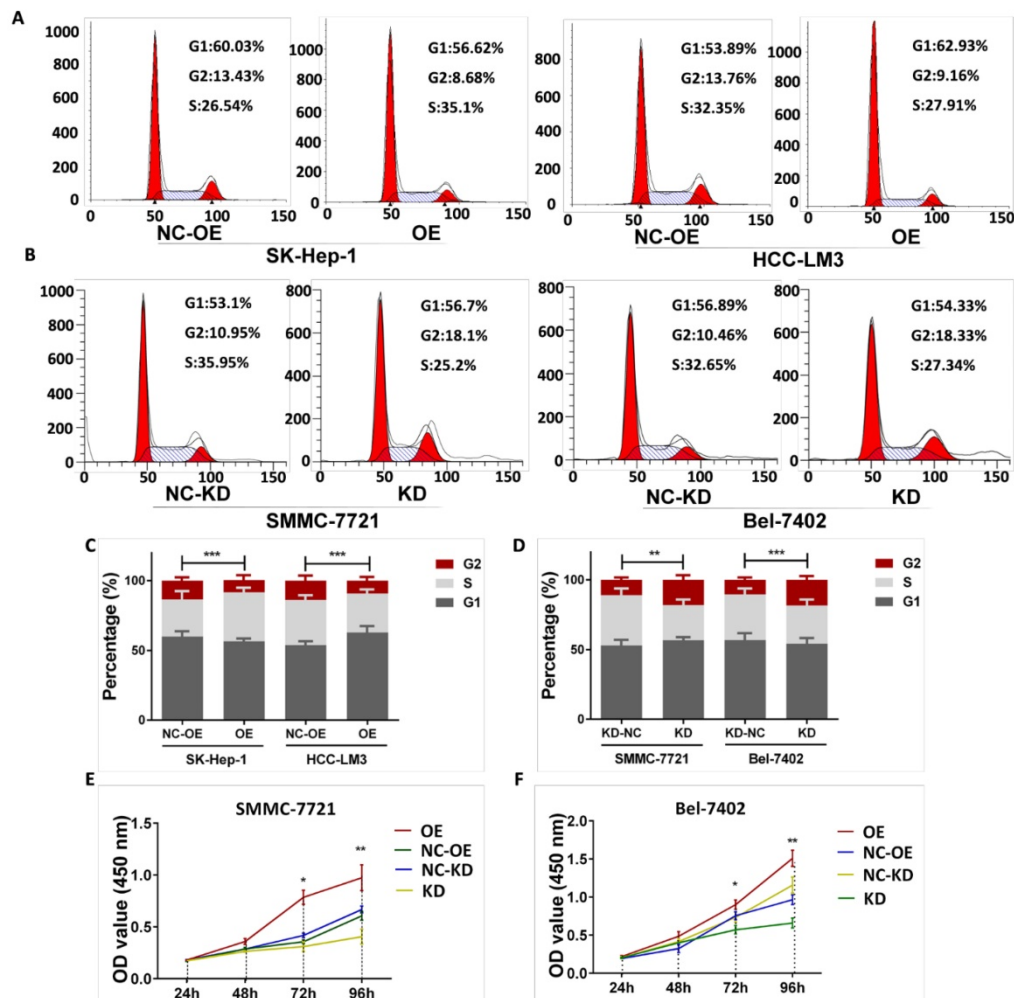 A
1000
800
600
400
200
0
0
50
100
150
G1:60.03%
G2:13.43%
S:26.54%
NC-OE
1000
800
600
400
200
0
0
50
100
150
G1:56.62%
G2:8.68%
S:35.1%
OE
SK-Hep-1
800
600
400
200
0
0
50
100
150
G1:53.89%
G2:13.76%
S:32.35%
NC-OE
1000
800
600
400
200
0
0
50
100
150
G1:62.93%
G2:9.16%
S:27.91%
OE
HCC-LM3
B
1000
800
600
400
200
0
0
50
100
150
G1:53.1%
G2:10.95%
S:35.95%
NC-KD
800
600
400
200
0
0
50
100
150
G1:56.7%
G2:18.1%
S:25.2%
KD
SMMC-7721
800
600
400
200
0
0
50
100
150
G1:56.89%
G2:10.46%
S:32.65%
NC-KD
800
600
400
200
0
0
50
100
150
G1:54.33%
G2:18.33%
S:27.34%
KD
Bel-7402
C
Percentage (%)
100
50
0
***
***
G2
S
G1
NC-OE
OE
NC-OE
OE
SK-Hep-1
HCC-LM3
D
Percentage (%)
100
50
0
**
***
G2
S
G1
KD-NC
KD
KD-NC
KD
SMMC-7721
Bel-7402
E
SMMC-7721
OD value (450 nm)
1.5
1.0
0.5
0.0
*
**
OE
NC-OE
NC-KD
KD
24h
48h
72h
96h
F
Bel-7402
OD value (450 nm)
2.0
1.5
1.0
0.5
0.0
*
**
OE
NC-OE
NC-KD
KD
24h
48h
72h
96h